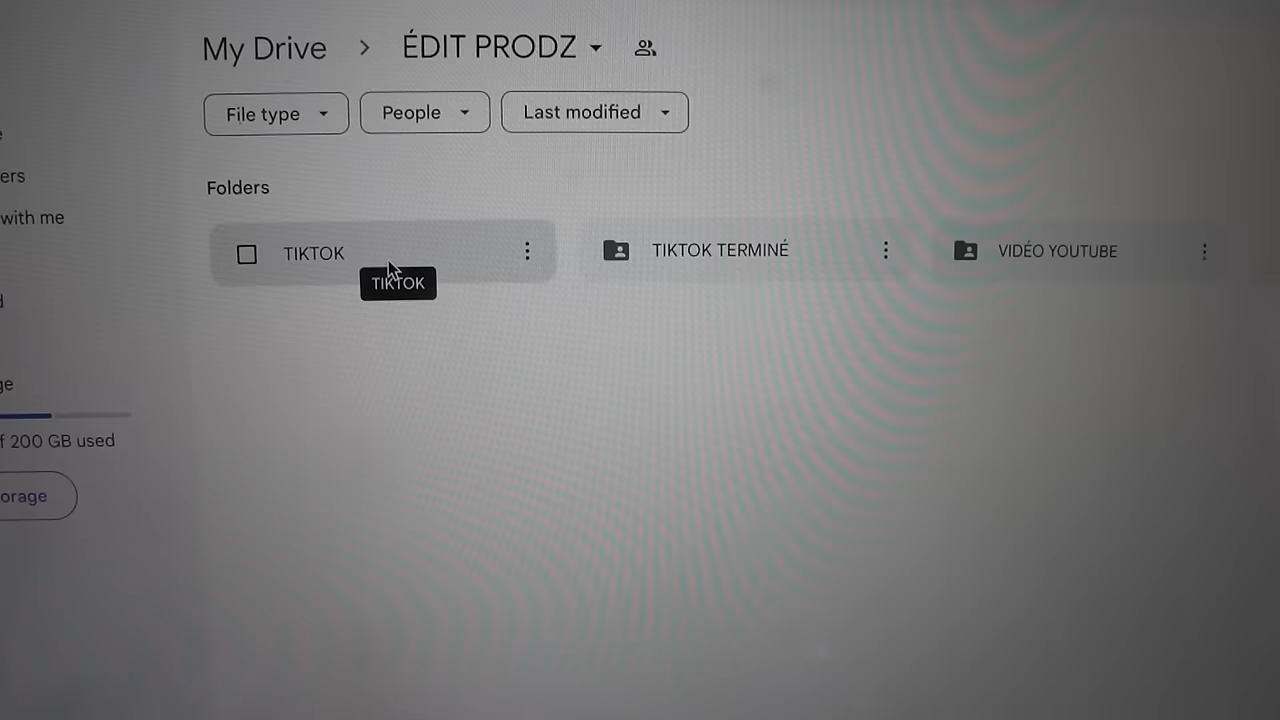 My Drive > ÉDIT PRODZ
File type People Last modified
Folders
ers
with me
TIKTOK TIKTOK TERMINÉ VIDÉO YOUTUBE
TIKTOK
ge
f 200 GB used
orage